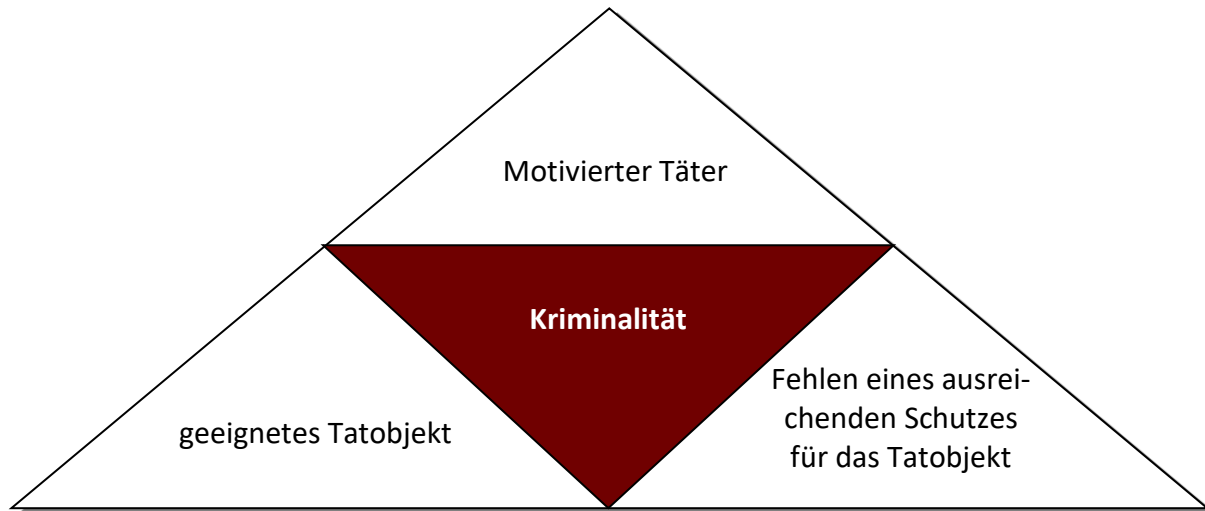 Motivierter Täter
Kriminalität
geeignetes Tatobjekt
Fehlen eines ausrei-
chenden Schutzes
für das Tatobjekt